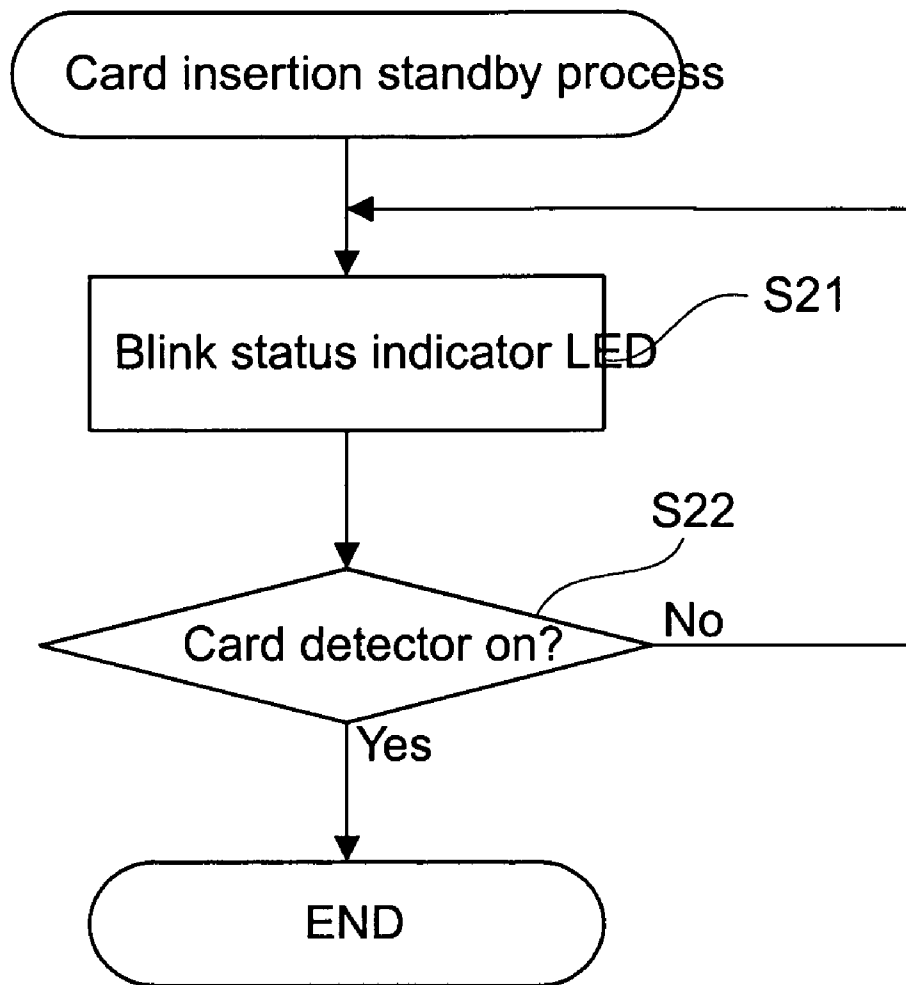 Card insertion standby process
S21
Blink status indicator LED
S22
Card detector on?
No
Yes
END